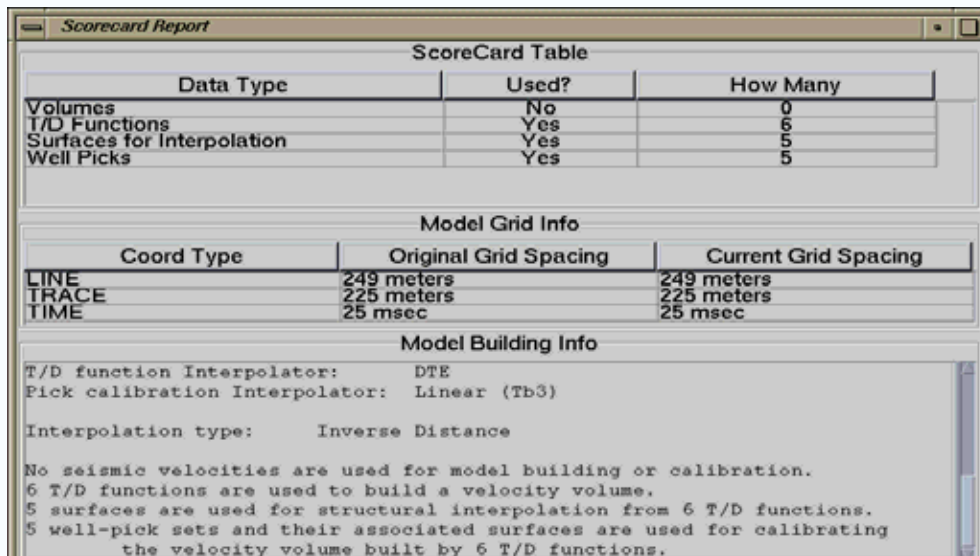 Scorecard Report
ScoreCard Table
Data Type Used? How Many
Volumes No 0
T/D Functions Yes 6
Surfaces for Interpolation Yes 5
Well Picks Yes 5
Model Grid Info
Coord Type Original Grid Spacing Current Grid Spacing
LINE 249 meters 249 meters
TRACE 225 meters 225 meters
TIME 25 msec 25 msec
Model Building Info
T/D function Interpolator: DTE
Pick calibration Interpolator: Linear (Tb3)
Interpolation type: Inverse Distance
No seismic velocities are used for model building or calibration.
6 T/D functions are used to build a velocity volume.
5 surfaces are used for structural interpolation from 6 T/D functions.
5 well-pick sets and their associated surfaces are used for calibrating
the velocity volume built by 6 T/D functions.